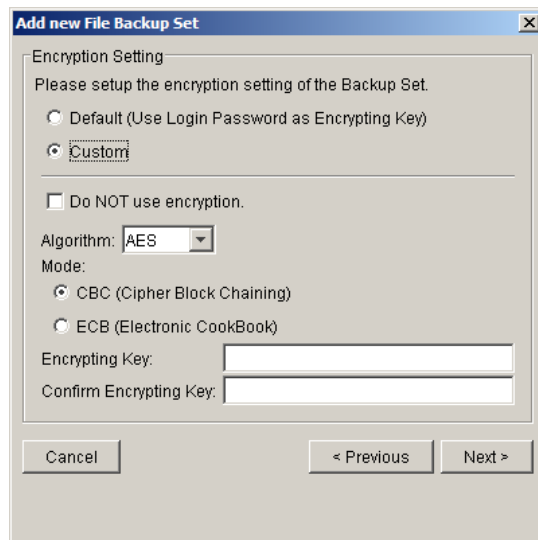 Add new File Backup Set
Encryption Setting
Please setup the encryption setting of the Backup Set.
Default (Use Login Password as Encrypting Key)
Custom
Do NOT use encryption.
Algorithm: AES
Mode:
CBC (Cipher Block Chaining)
ECB (Electronic CookBook)
Encrypting Key:
Confirm Encrypting Key:
Cancel < Previous Next >